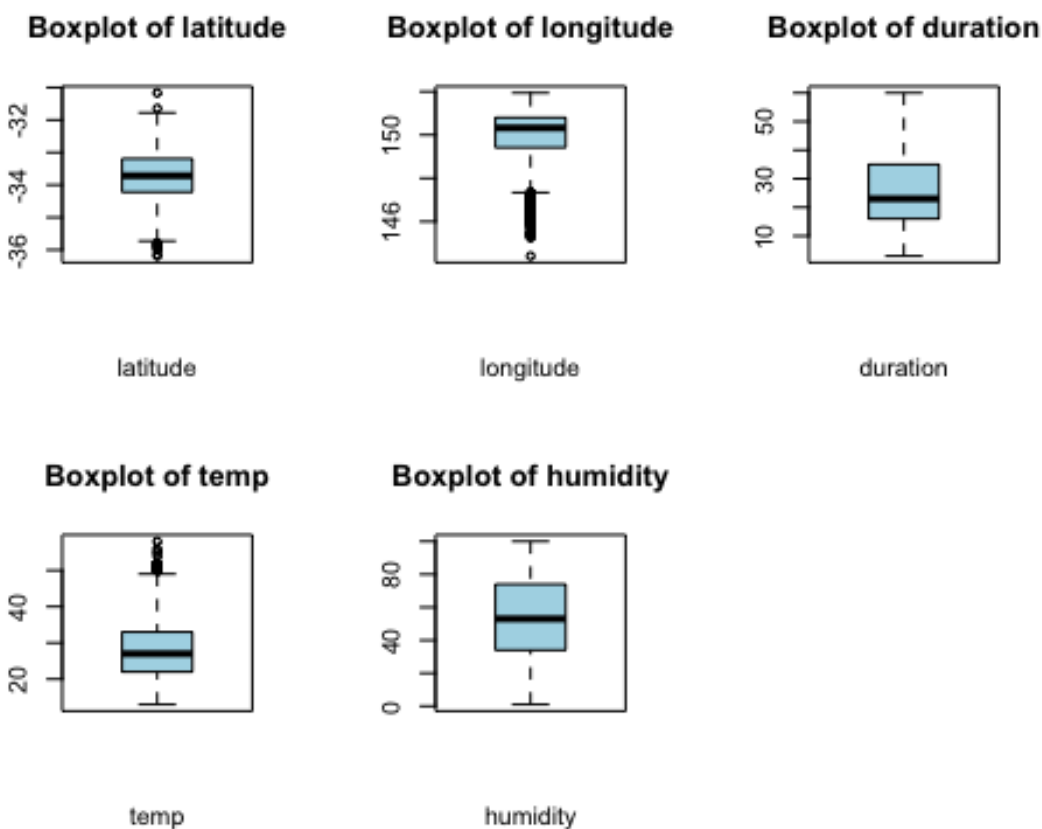 Boxplot of latitude
Boxplot of longitude
Boxplot of duration
-32
-34
-36
150
146
50
30
10
latitude
longitude
duration
Boxplot of temp
Boxplot of humidity
40
20
80
40
0
temp
humidity